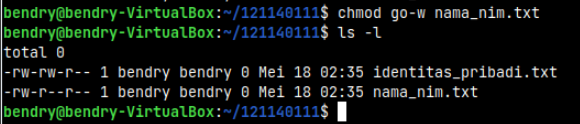 bendry@bendry-VirtualBox:~/121140111$ chmod go-w nama_nim.txt
bendry@bendry-VirtualBox:~/121140111$ ls -l
total 0
-rw-rw-r-- 1 bendry bendry 0 Mei 18 02:35 identitas_pribadi.txt
-rw-r--r-- 1 bendry bendry 0 Mei 18 02:35 nama_nim.txt
bendry@bendry-VirtualBox:~/121140111$